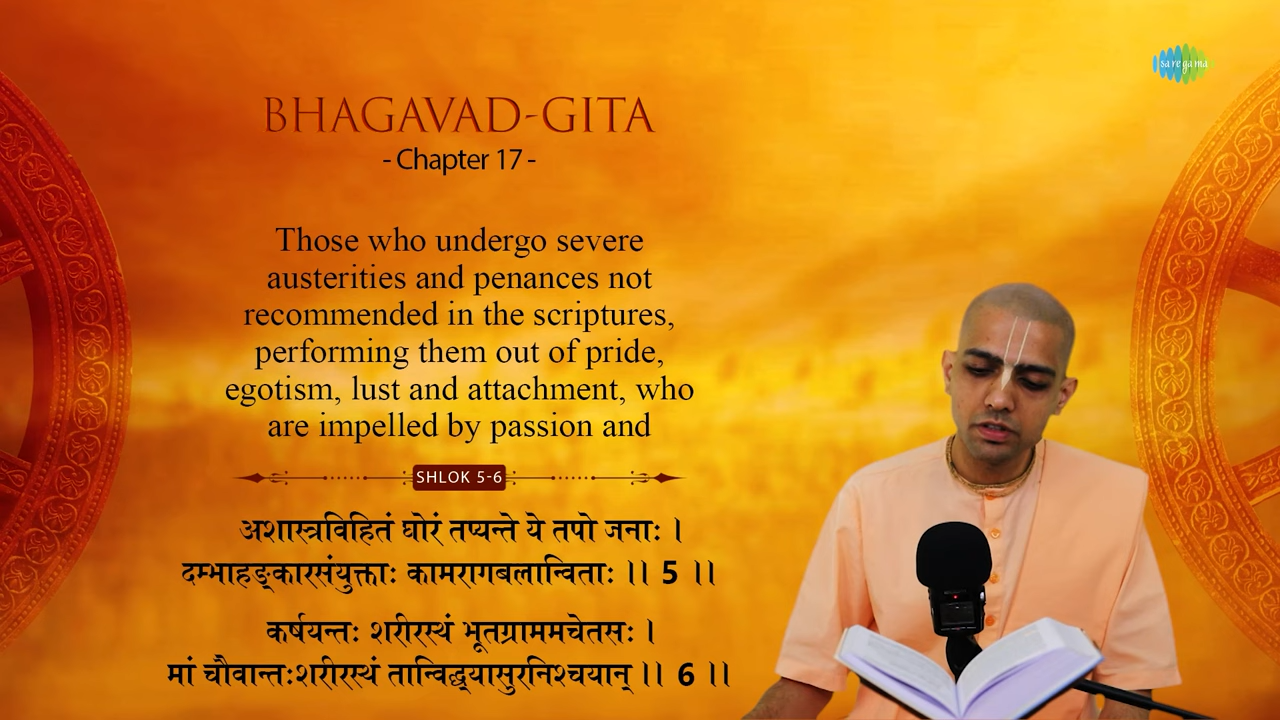 saregama
BHAGAVAD-GITA
- Chapter 17 -
Those who undergo severe
austerities and penances not
recommended in the scriptures,
performing them out of pride,
egotism, lust and attachment, who
are impelled by passion and
SHLOK 5-6
अशास्त्रविहितं घोरं तप्यन्ते ये तपो जनाः ।
दम्भाहङ्कारसंयुक्ताः कामरागबलान्विताः ।। 5 ।।
कर्षयन्तः शरीरस्थं भूतग्राममचेतसः ।
मां चौवान्तःशरीरस्थं तान्विद्ध्यासुरनिश्चयान् ।। 6 ।।